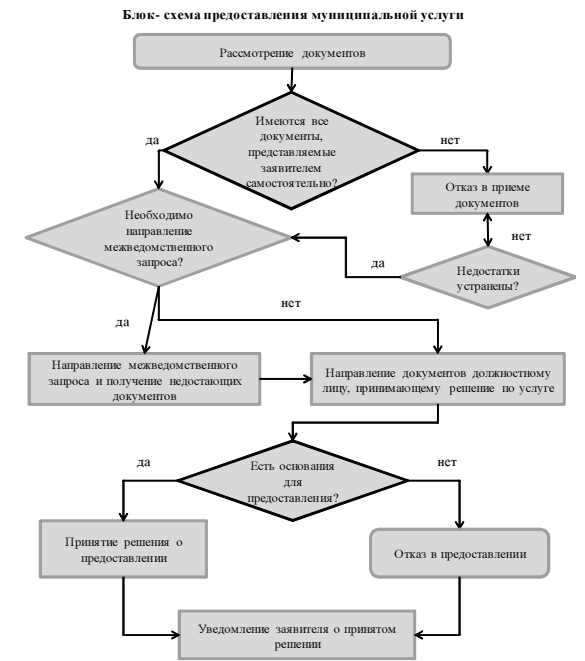 Блок- схема предоставления муниципальной услуги
Рассмотрение документов
Имеются все
документы,
представляемые
заявителем
самостоятельно?
да
нет
Отказ в приеме
документов
Необходимо
направление
межведомственного
запроса?
нет
да
Недостатки
устранены?
нет
да
Направление межведомственного
запроса и получение недостающих
документов
Направление документов должностному
лицу, принимающему решение по услуге
да
Есть основания
для
предоставления?
нет
Принятие решения о
предоставлении
Отказ в предоставлении
Уведомление заявителя о принятом
решении